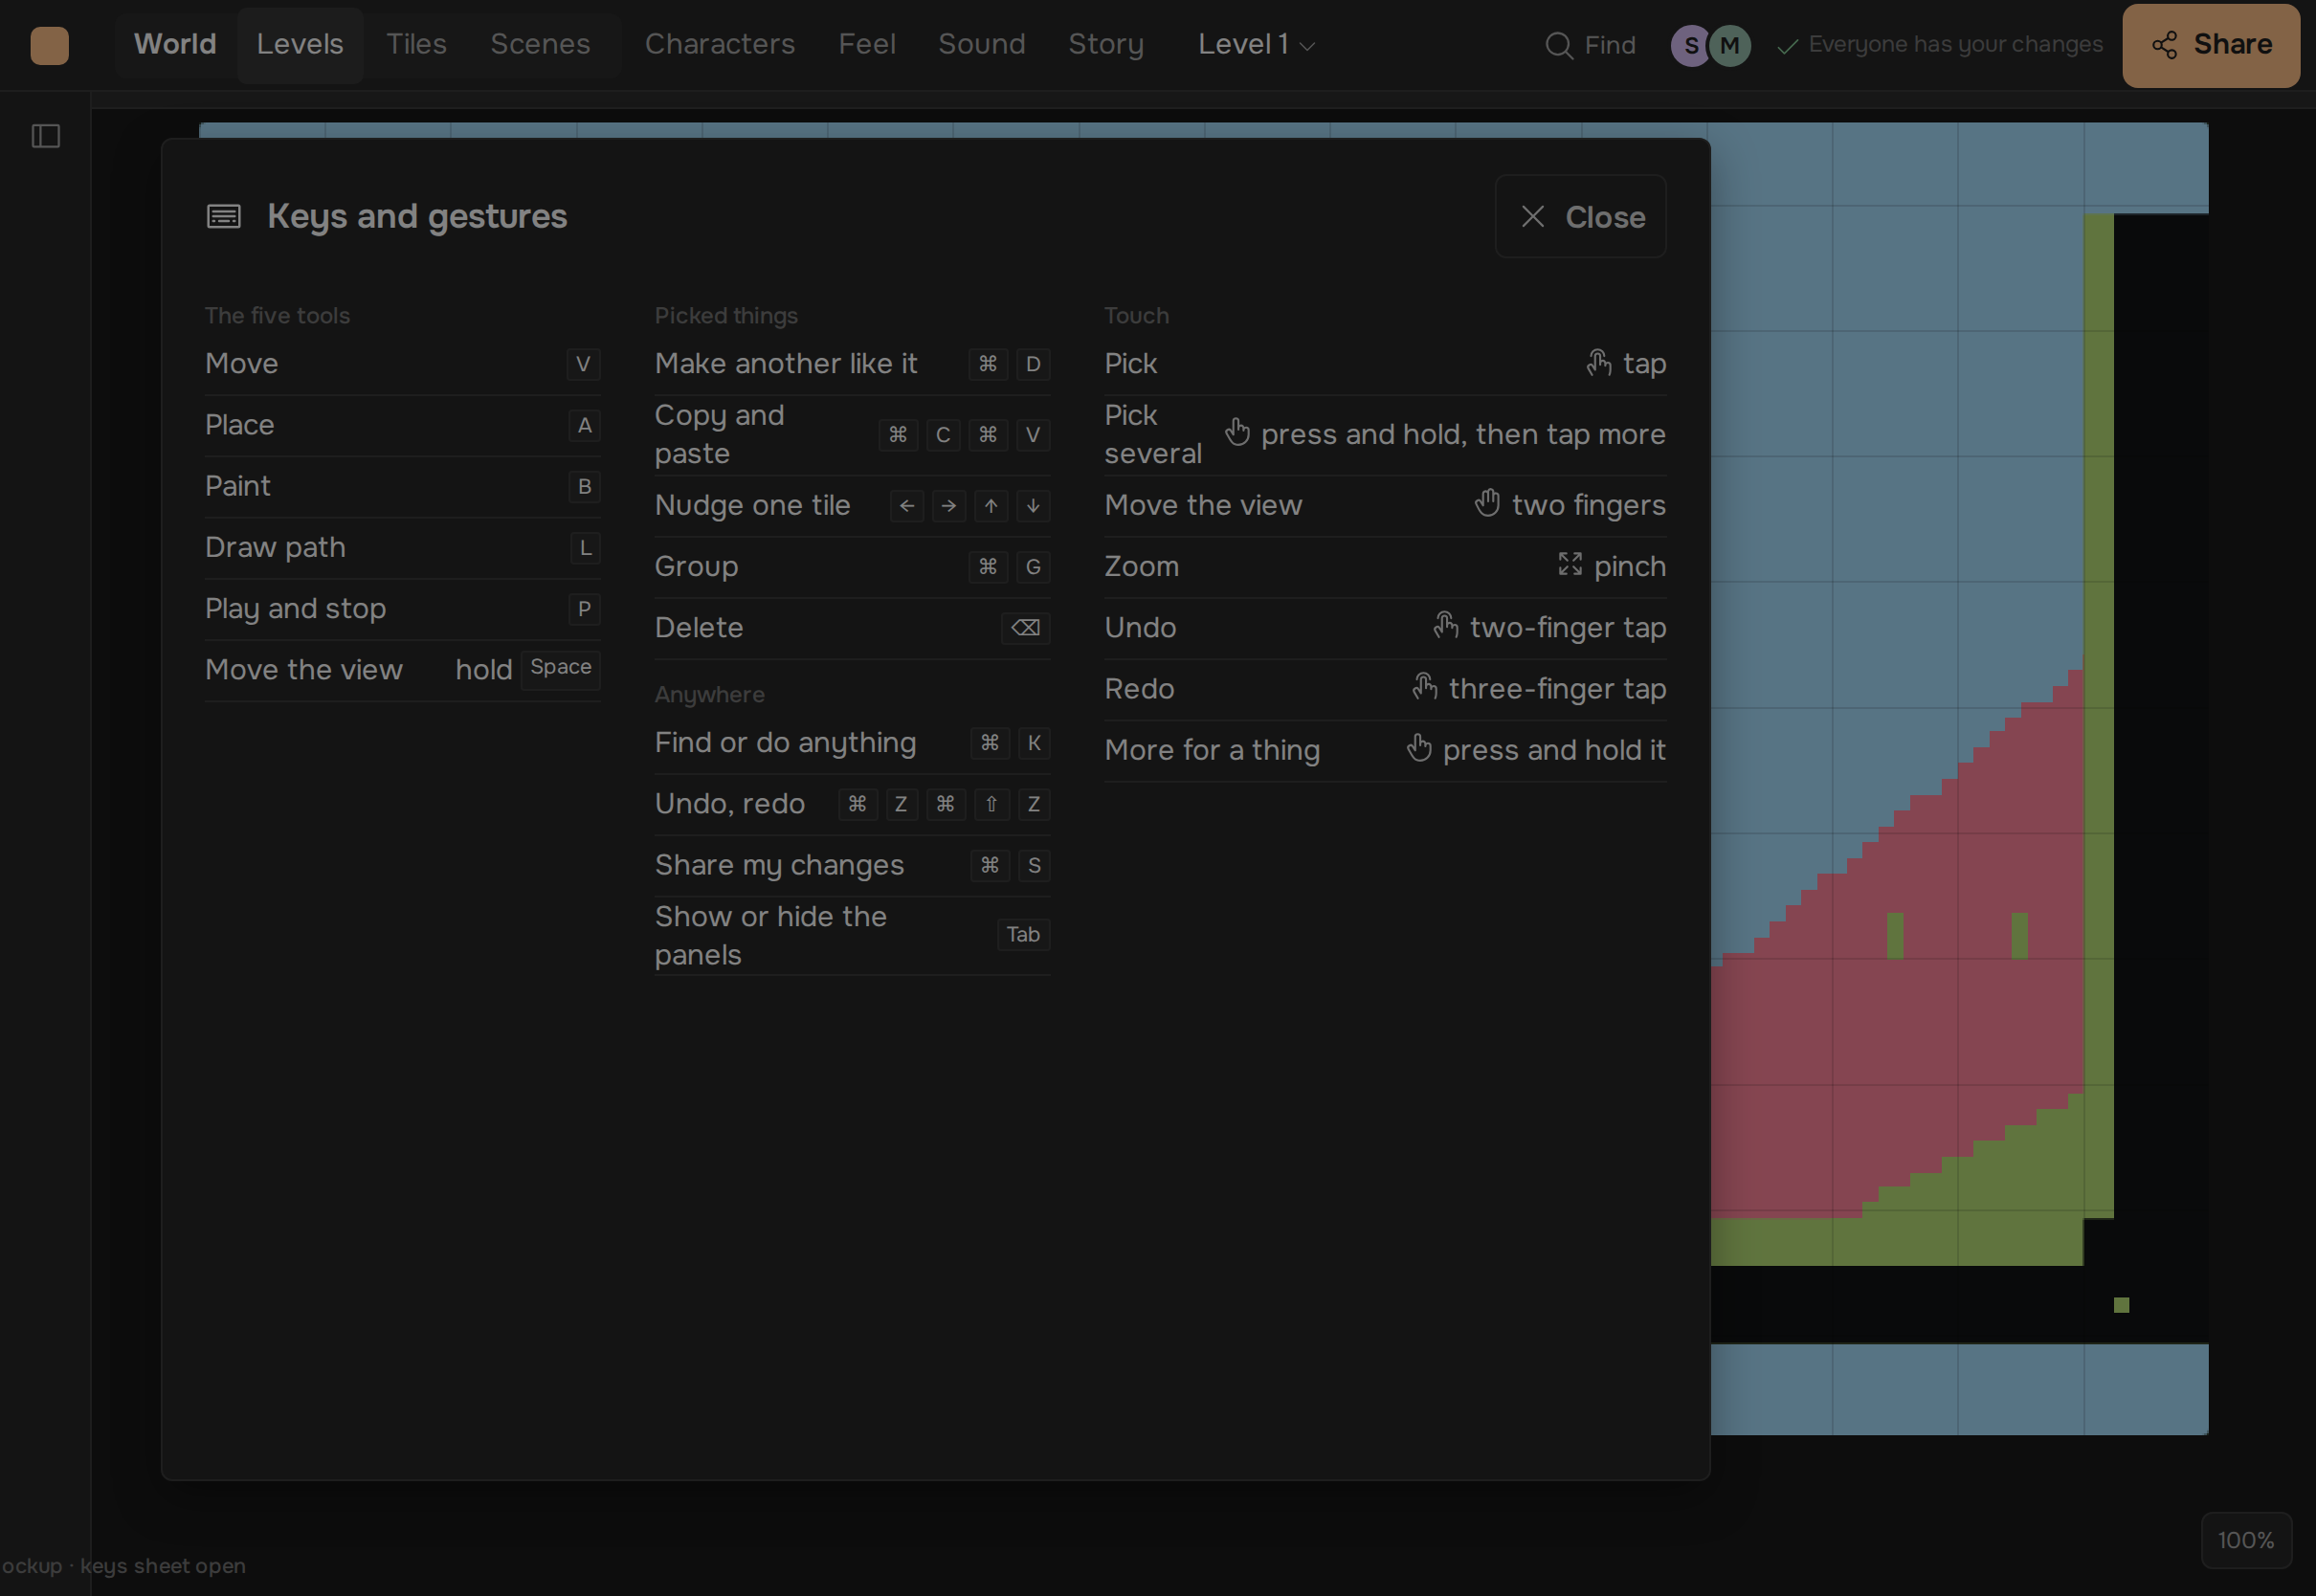 World Levels Tiles Scenes Characters Feel Sound Story Level 1 Find S M Everyone has your changes Share
Keys and gestures Close
The five tools
Move V
Place A
Paint B
Draw path L
Play and stop P
Move the view hold Space
Picked things
Make another like it ⌘ D
Copy and
paste ⌘ C ⌘ V
Nudge one tile ← → ↑ ↓
Group ⌘ G
Delete ⌫
Anywhere
Find or do anything ⌘ K
Undo, redo ⌘ Z ⌘ ⇧ Z
Share my changes ⌘ S
Show or hide the
panels Tab
Touch
Pick tap
Pick
several press and hold, then tap more
Move the view two fingers
Zoom pinch
Undo two-finger tap
Redo three-finger tap
More for a thing press and hold it
100%
ockup · keys sheet open